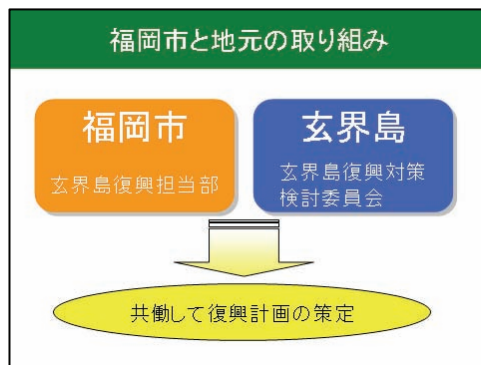 福岡市と地元の取り組み
福岡市
玄界島復興担当部
玄界島
玄界島復興対策
検討委員会
共働して復興計画の策定